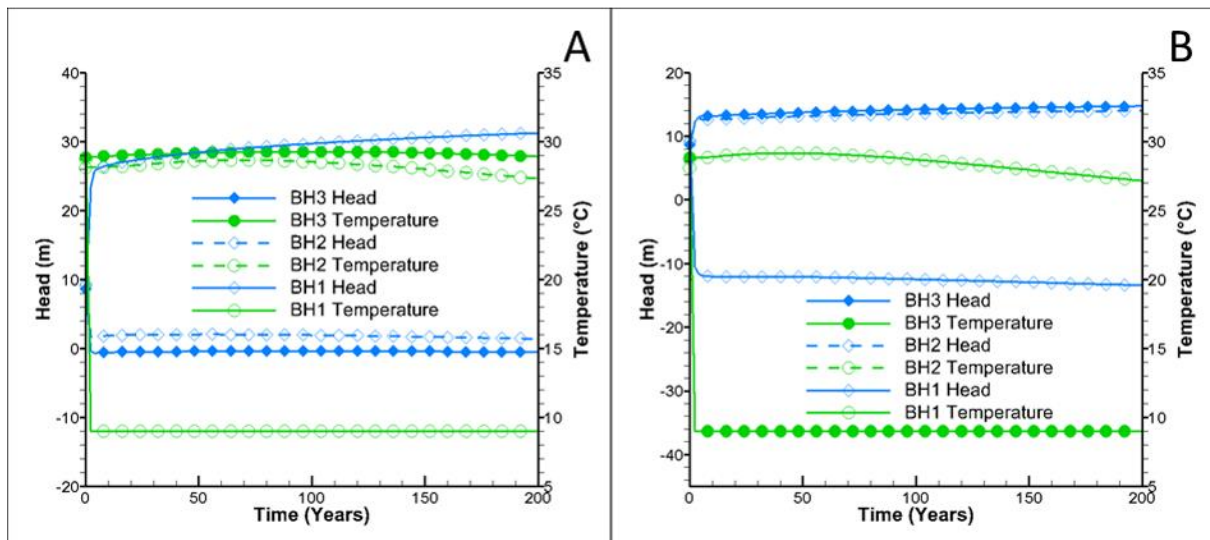 A
40
30
20
10
0
-10
-20
Head (m)
35
30
25
20
15
10
5
Temperature (°C)
BH3 Head
BH3 Temperature
BH2 Head
BH2 Temperature
BH1 Head
BH1 Temperature
0 50 100 150 200
Time (Years)
B
20
10
0
-10
-20
-30
-40
Head (m)
35
30
25
20
15
10
5
Temperature (°C)
BH3 Head
BH3 Temperature
BH2 Head
BH2 Temperature
BH1 Head
BH1 Temperature
0 50 100 150 200
Time (Years)